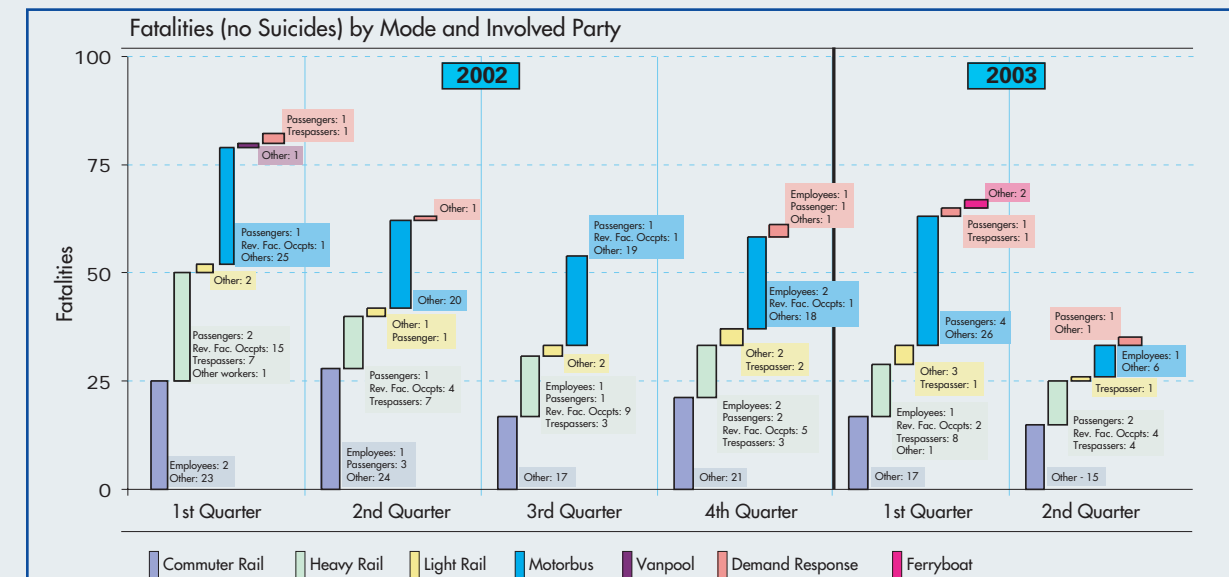 Fatalities (no Suicides) by Mode and Involved Party
Fatalities
100
75
50
25
0
2002
2003
Passengers: 1
Trespassers: 1
Other: 1
Passengers: 1
Rev. Fac. Occpts: 1
Others: 25
Other: 2
Passengers: 2
Rev. Fac. Occpts: 15
Trespassers: 7
Other workers: 1
Employees: 2
Other: 23
Other: 1
Other: 20
Other: 1
Passenger: 1
Passengers: 1
Rev. Fac. Occpts: 4
Trespassers: 7
Employees: 1
Passengers: 3
Other: 24
Passengers: 1
Rev. Fac. Occpts: 1
Other: 19
Other: 2
Employees: 1
Passengers: 1
Rev. Fac. Occpts: 9
Trespassers: 3
Other: 17
Employees: 1
Passenger: 1
Others: 1
Employees: 2
Rev. Fac. Occpts: 1
Others: 18
Other: 2
Trespasser: 2
Employees: 2
Passengers: 2
Rev. Fac. Occpts: 5
Trespassers: 3
Other: 21
Other: 2
Passengers: 1
Trespassers: 1
Passengers: 4
Others: 26
Other: 3
Trespasser: 1
Employees: 1
Rev. Fac. Occpts: 2
Trespassers: 8
Other: 1
Other: 17
Passengers: 1
Other: 1
Employees: 1
Other: 6
Trespasser: 1
Passengers: 2
Rev. Fac. Occpts: 4
Trespassers: 4
Other - 15
1st Quarter
2nd Quarter
3rd Quarter
4th Quarter
1st Quarter
2nd Quarter
Commuter Rail
Heavy Rail
Light Rail
Motorbus
Vanpool
Demand Response
Ferryboat